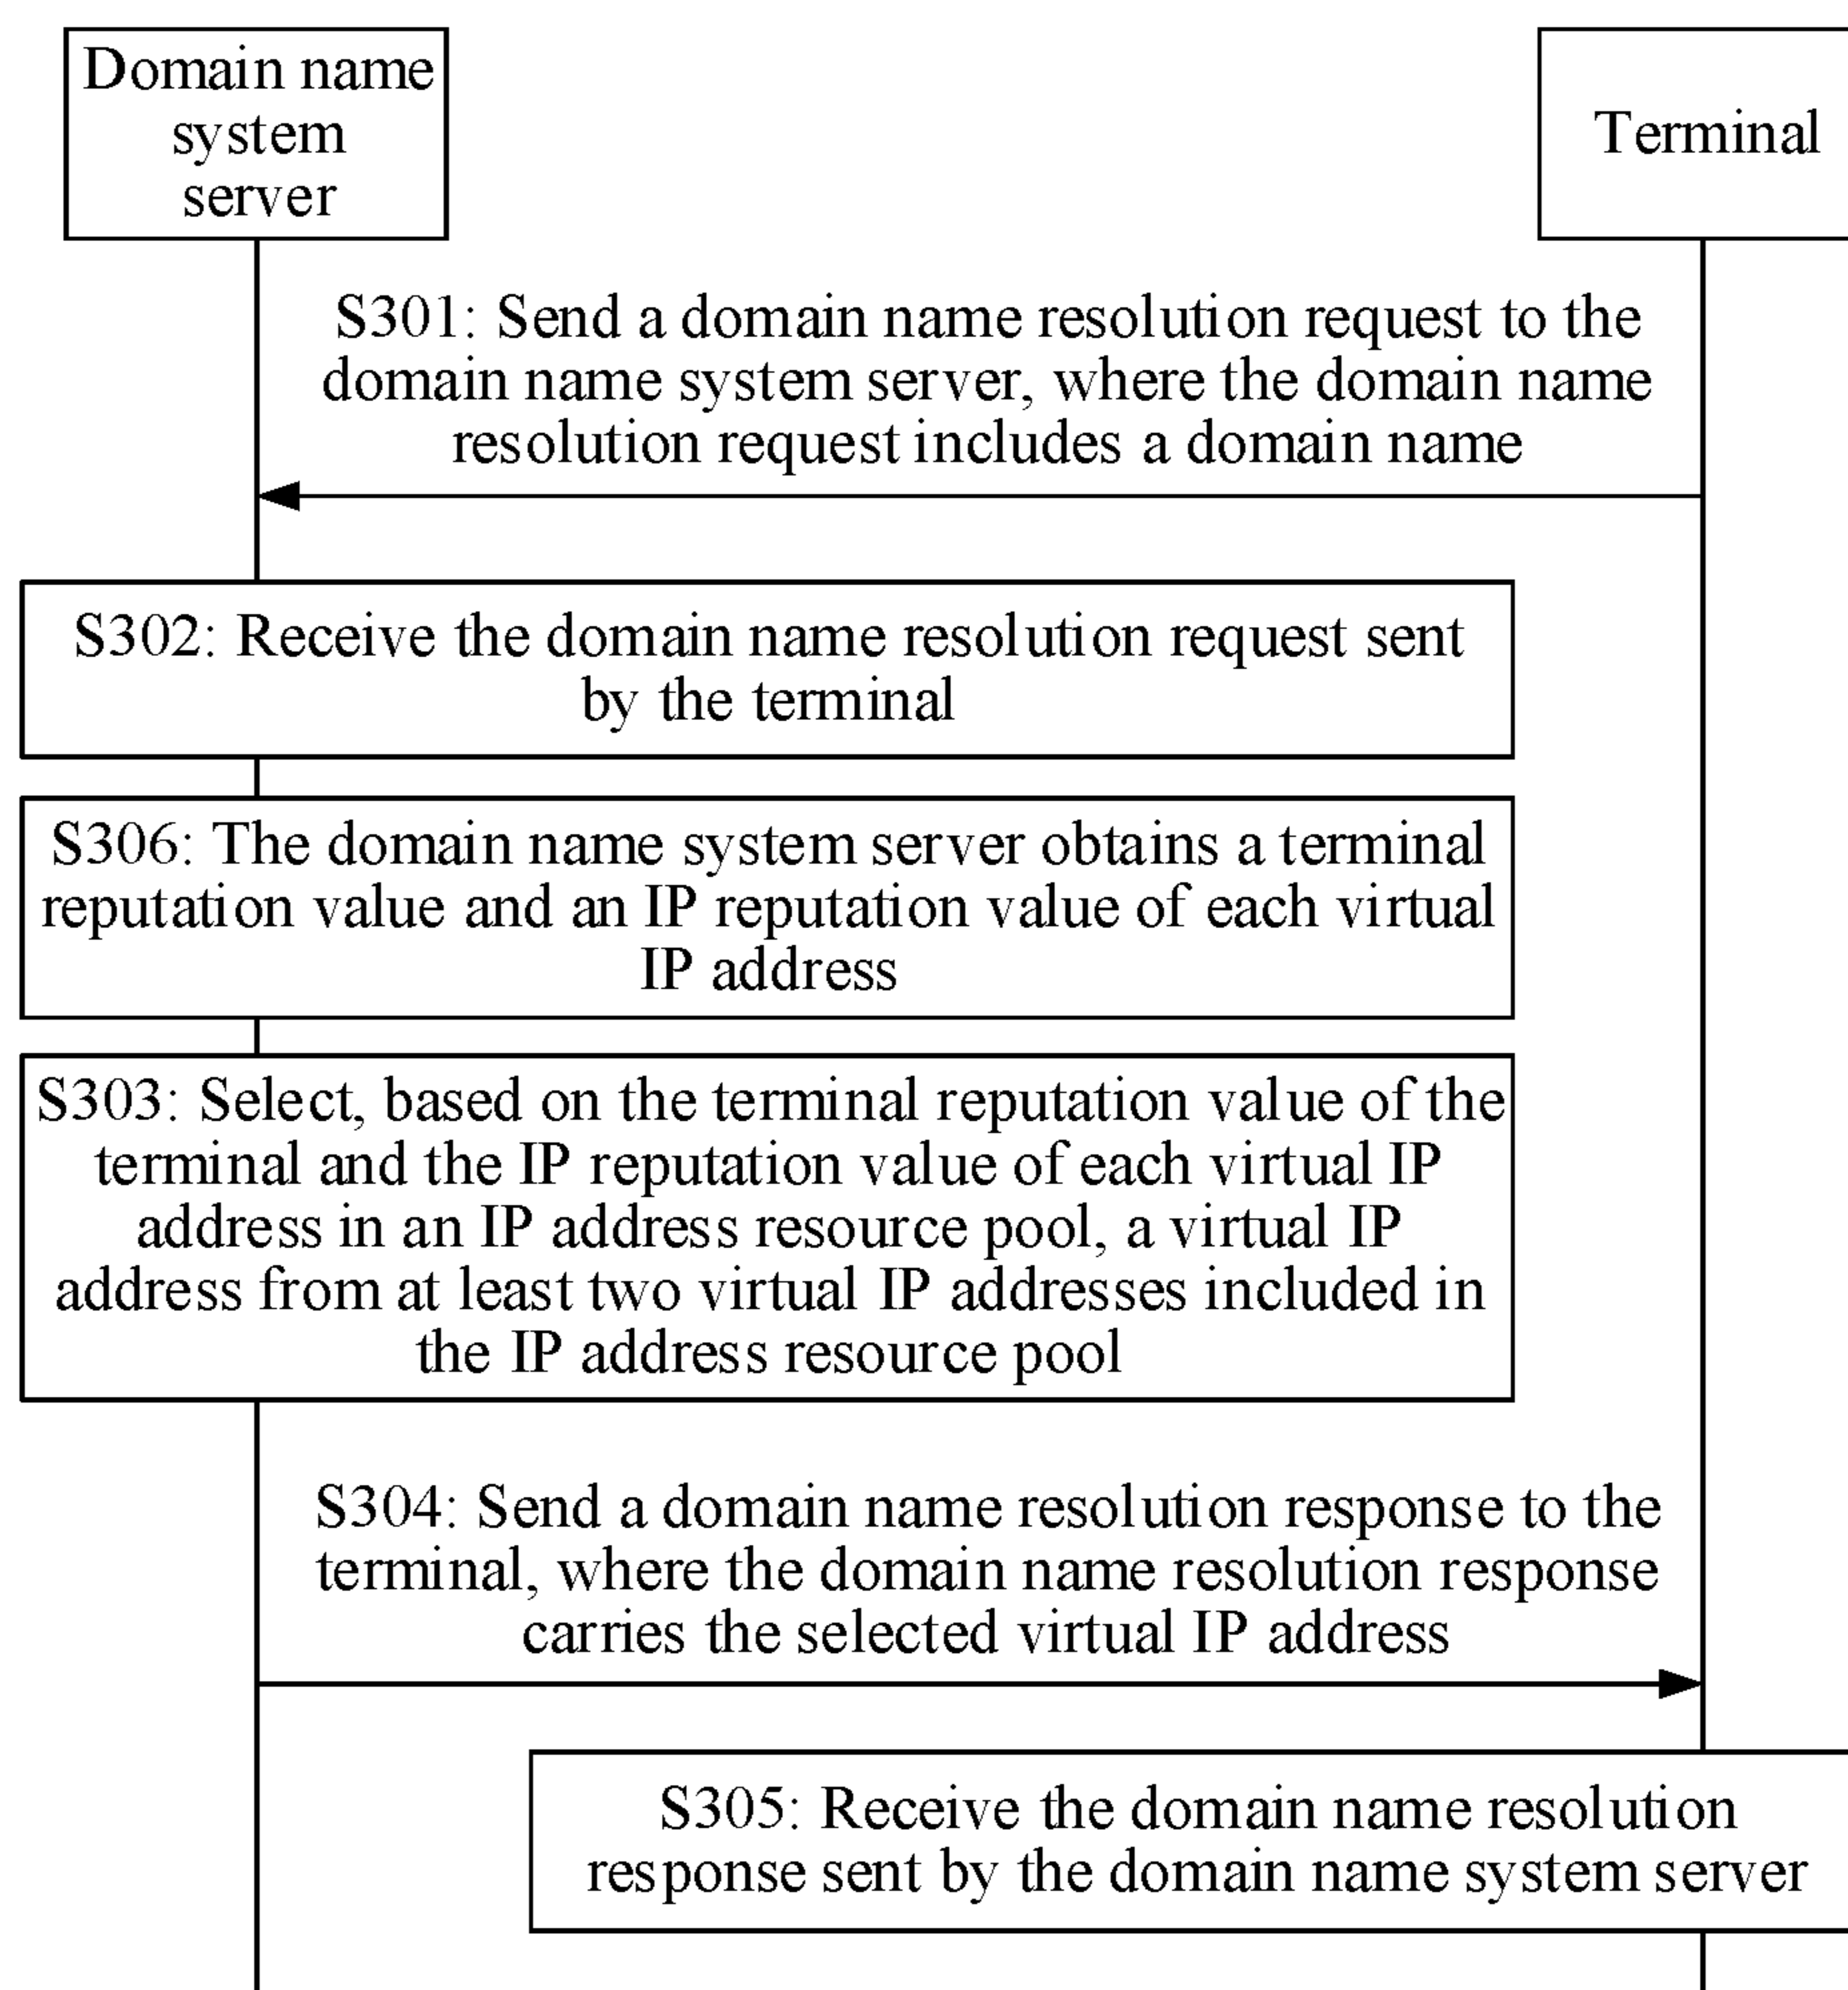 Domain name
system
server
Terminal
S301: Send a domain name resolution request to the
domain name system server, where the domain name
resolution request includes a domain name
S302: Receive the domain name resolution request sent
by the terminal
S306: The domain name system server obtains a terminal
reputation value and an IP reputation value of each virtual
IP address
S303: Select, based on the terminal reputation value of the
terminal and the IP reputation value of each virtual IP
address in an IP address resource pool, a virtual IP
address from at least two virtual IP addresses included in
the IP address resource pool
S304: Send a domain name resolution response to the
terminal, where the domain name resolution response
carries the selected virtual IP address
S305: Receive the domain name resolution
response sent by the domain name system server